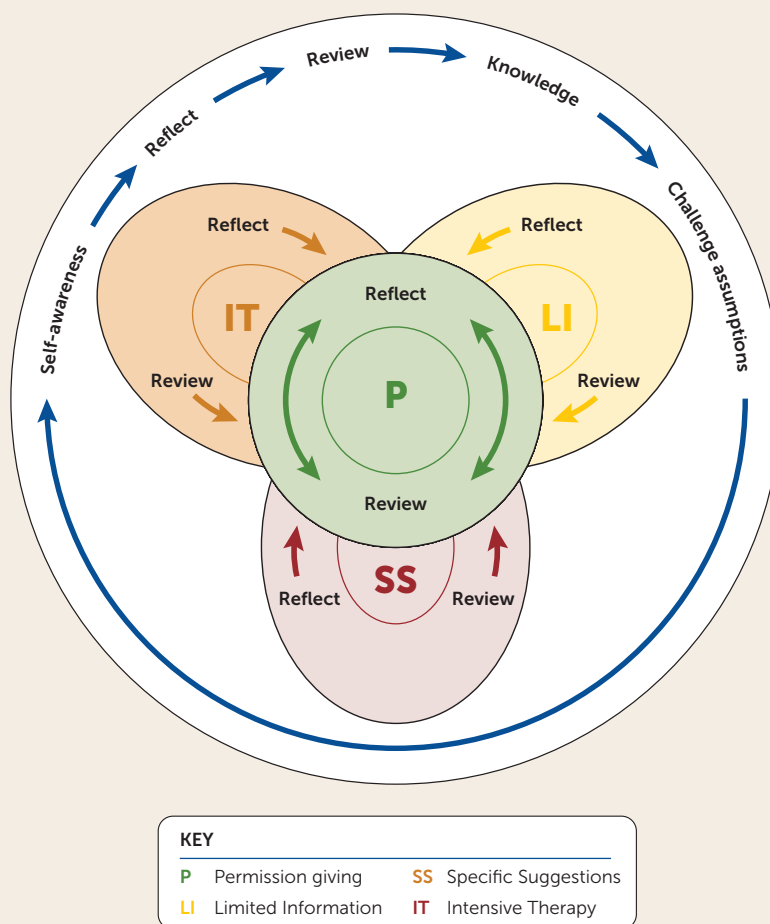 Review
Knowledge
Reflect
Challenge assumptions
Self-awareness
Reflect
Reflect
Reflect
IT
LI
Review
P
Review
Review
SS
Reflect
Review
KEY
P Permission giving
SS Specific Suggestions
LI Limited Information
IT Intensive Therapy